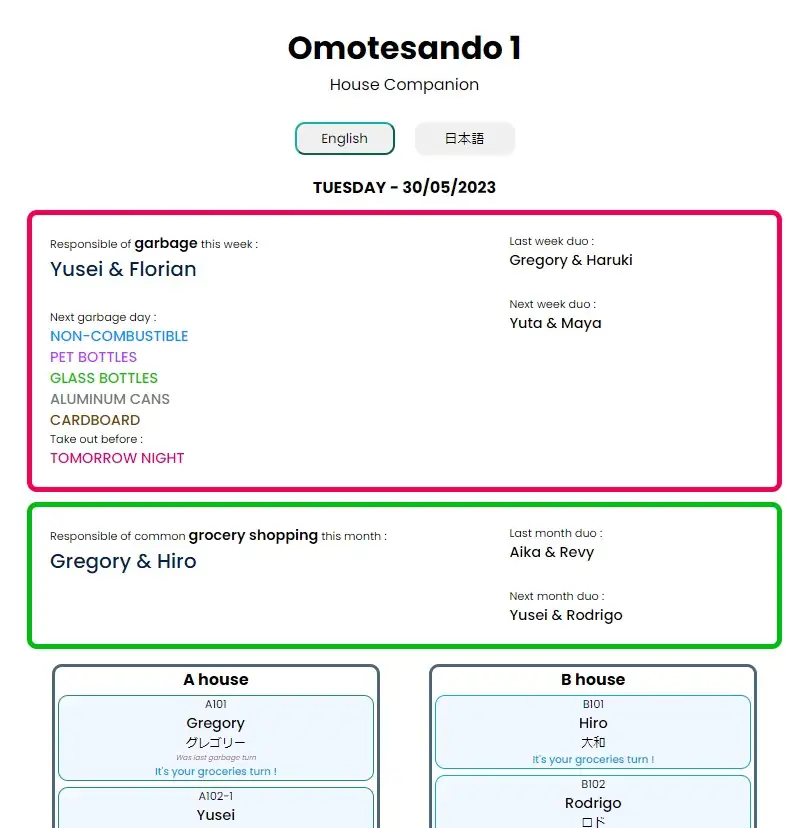 Omotesando 1
House Companion
English
日本語
TUESDAY - 30/05/2023
Responsible of garbage this week :
Yusei & Florian
Next garbage day :
NON-COMBUSTIBLE
PET BOTTLES
GLASS BOTTLES
ALUMINUM CANS
CARDBOARD
Take out before :
TOMORROW NIGHT
Last week duo :
Gregory & Haruki
Next week duo :
Yuta & Maya
Responsible of common grocery shopping this month :
Gregory & Hiro
Last month duo :
Aika & Revy
Next month duo :
Yusei & Rodrigo
A house
A101
Gregory
グレゴリー
Was last garbage turn
It's your groceries turn !
A102-1
Yusei
B house
B101
Hiro
大和
It's your groceries turn !
B102
Rodrigo
ロド